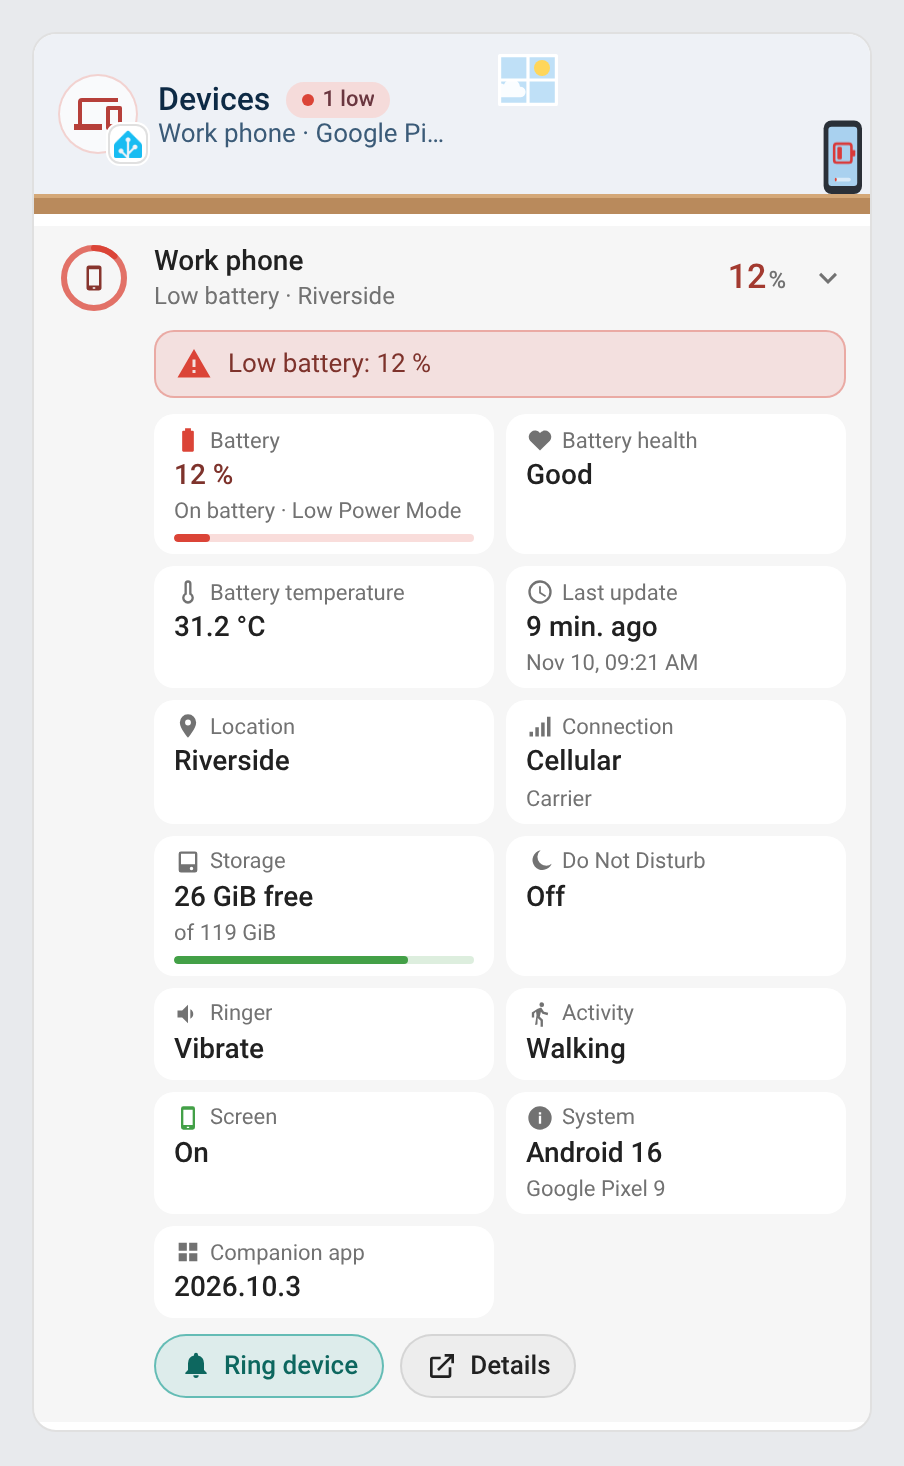 Devices
1 low
Work phone · Google Pi...
Work phone
Low battery · Riverside
12%
Low battery: 12 %
Battery
12 %
On battery · Low Power Mode
Battery health
Good
Battery temperature
31.2 °C
Last update
9 min. ago
Nov 10, 09:21 AM
Location
Riverside
Connection
Cellular
Carrier
Storage
26 GiB free
of 119 GiB
Do Not Disturb
Off
Ringer
Vibrate
Activity
Walking
Screen
On
System
Android 16
Google Pixel 9
Companion app
2026.10.3
Ring device
Details